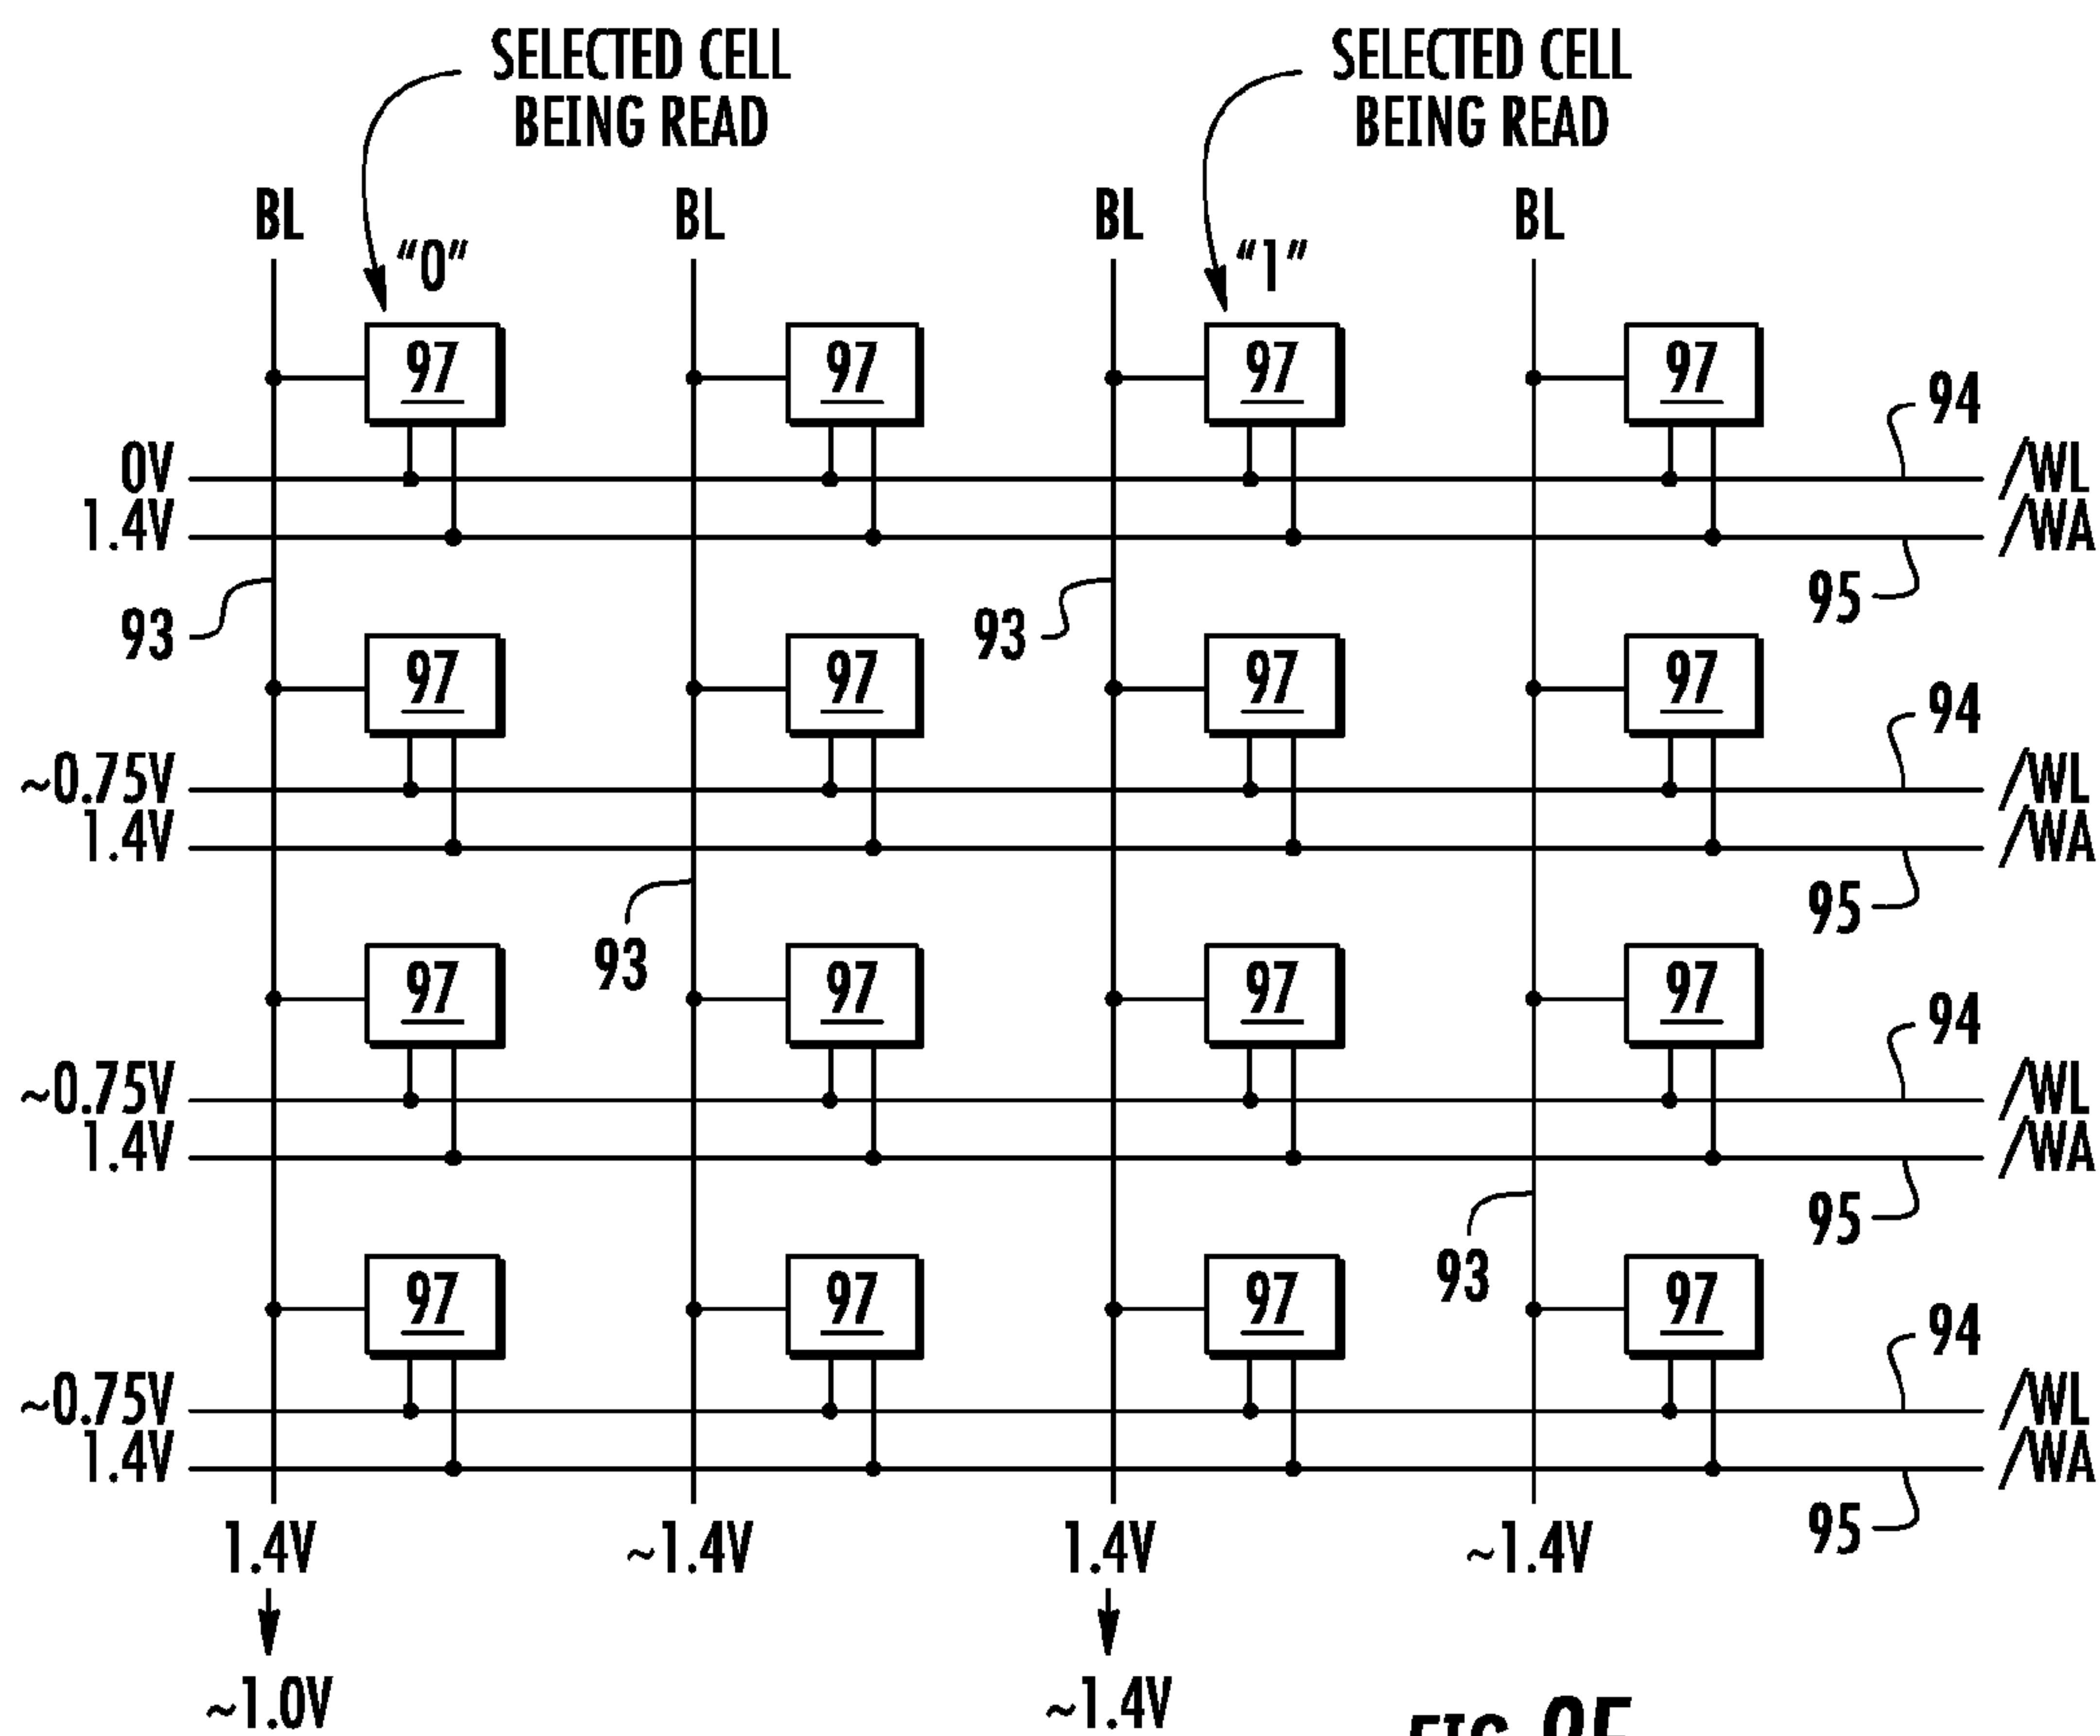 SELECTED CELL
BEING READ
SELECTED CELL
BEING READ
BL
BL
BL
BL
"0"
"1"
97
97
97
97
94
0V
/WL
1.4V
/WA
93
93
95
97
97
97
97
94
~0.75V
/WL
1.4V
/WA
93
95
97
97
97
97
94
~0.75V
/WL
1.4V
/WA
93
95
97
97
97
97
94
~0.75V
/WL
1.4V
/WA
95
1.4V
~1.4V
1.4V
~1.4V
~1.0V
~1.4V